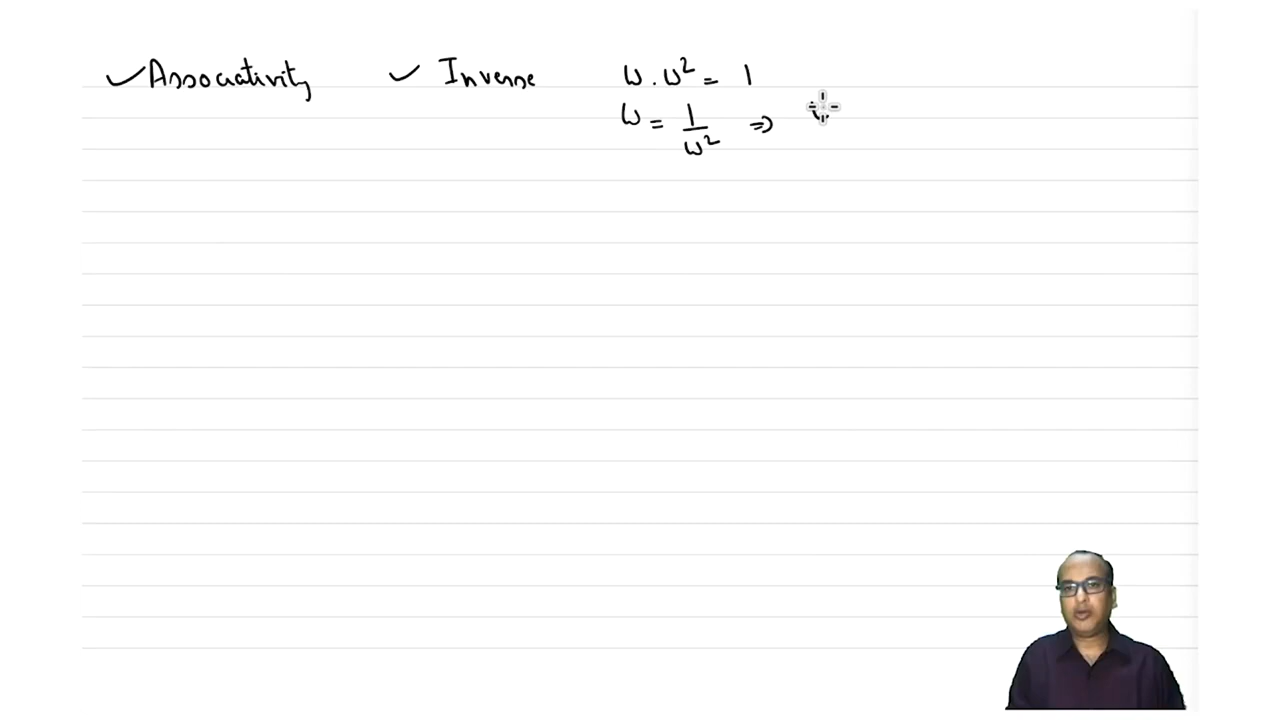 ✓Associativity ✓ Inverse ω . ω² = 1
ω = 1/ω² ⇒